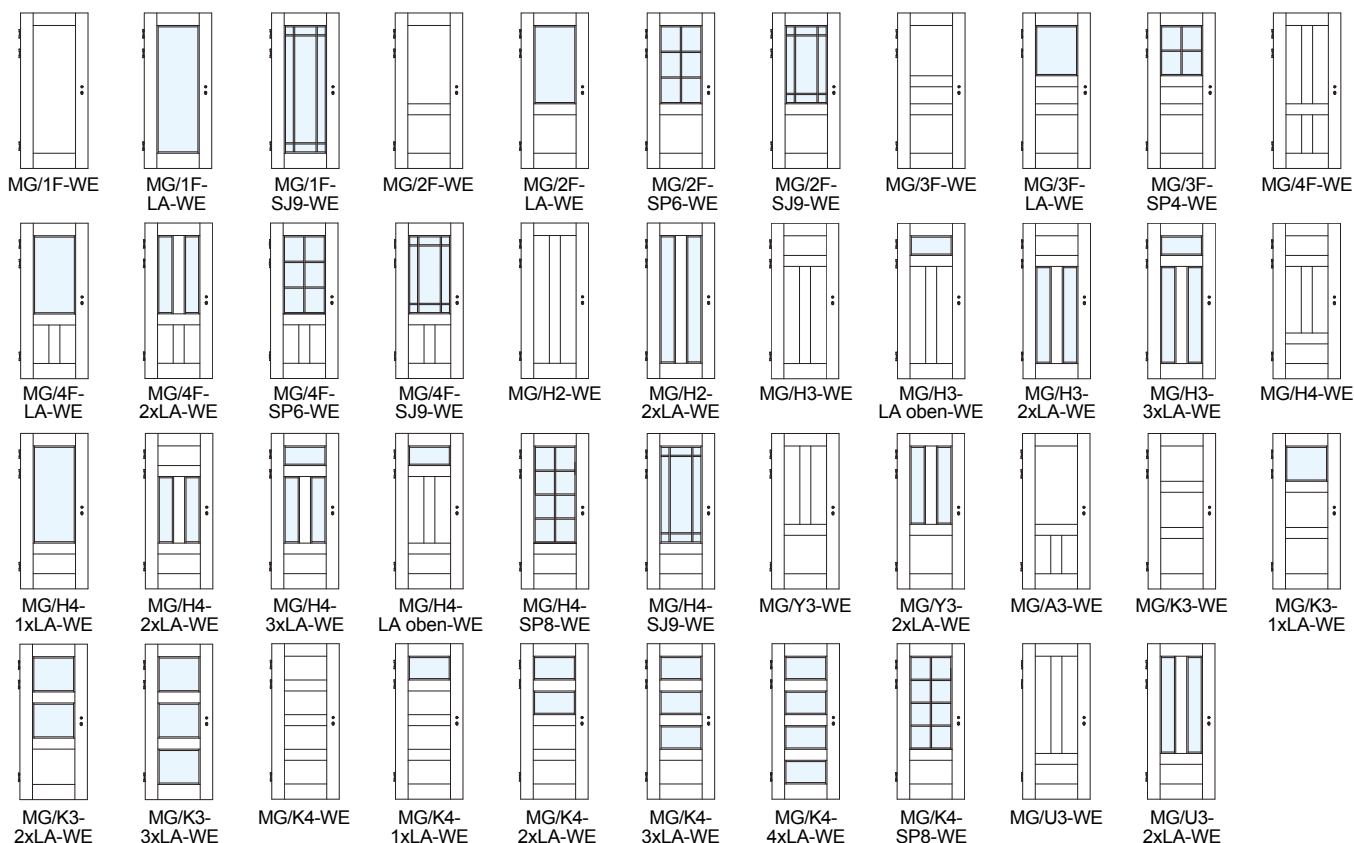 MG/1F-WE
MG/1F-
LA-WE
MG/1F-
SJ9-WE
MG/2F-WE
MG/2F-
LA-WE
MG/2F-
SP6-WE
MG/2F-
SJ9-WE
MG/3F-WE
MG/3F-
LA-WE
MG/3F-
SP4-WE
MG/4F-WE
MG/4F-
LA-WE
MG/4F-
2xLA-WE
MG/4F-
SP6-WE
MG/4F-
SJ9-WE
MG/H2-WE
MG/H2-
2xLA-WE
MG/H3-WE
MG/H3-
LA oben-WE
MG/H3-
2xLA-WE
MG/H3-
3xLA-WE
MG/H4-WE
MG/H4-
1xLA-WE
MG/H4-
2xLA-WE
MG/H4-
3xLA-WE
MG/H4-
LA oben-WE
MG/H4-
SP8-WE
MG/H4-
SJ9-WE
MG/Y3-WE
MG/Y3-
2xLA-WE
MG/A3-WE
MG/K3-WE
MG/K3-
1xLA-WE
MG/K3-
2xLA-WE
MG/K3-
3xLA-WE
MG/K4-WE
MG/K4-
1xLA-WE
MG/K4-
2xLA-WE
MG/K4-
3xLA-WE
MG/K4-
4xLA-WE
MG/K4-
SP8-WE
MG/U3-WE
MG/U3-
2xLA-WE